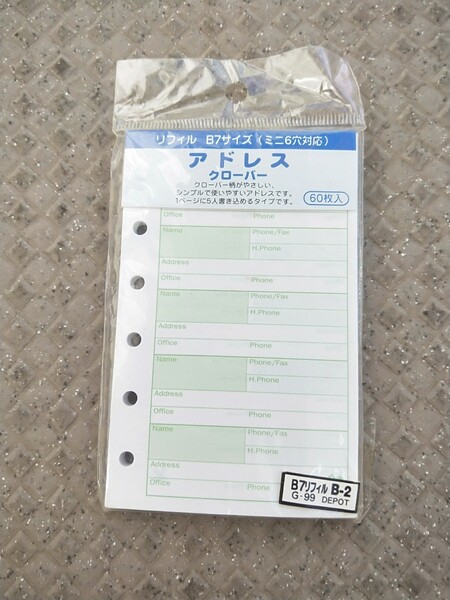 リフィル B7サイズ(ミニ6穴対応)
アドレス
クローバー
クローバー柄がやさしい、
シンプルで使いやすいアドレスです。
1ページに5人書き込めるタイプです。
60枚入
Office Phone
Name Phone/Fax
H.Phone
Address
Office Phone
Name Phone/Fax
H.Phone
Address
Office Phone
Name Phone/Fax
H.Phone
Address
Office Phone
Name Phone/Fax
H.Phone
Address
Office Phone
B7リフィル B-2
G-99 DEPOT